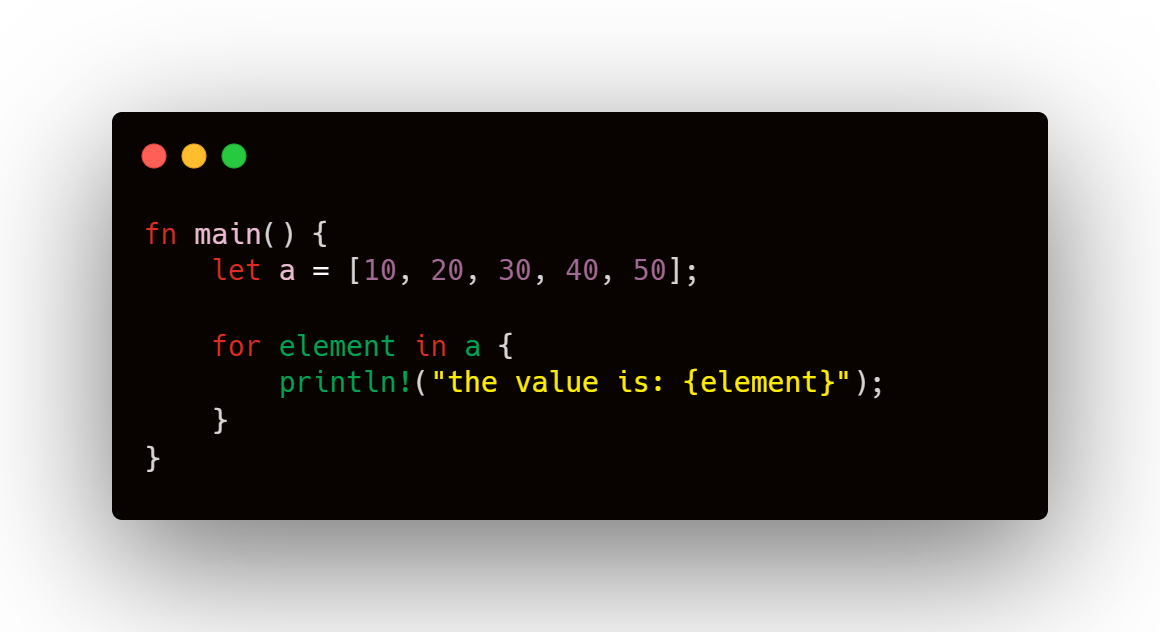 fn main() {
    let a = [10, 20, 30, 40, 50];

    for element in a {
        println!("the value is: {element}");
    }
}